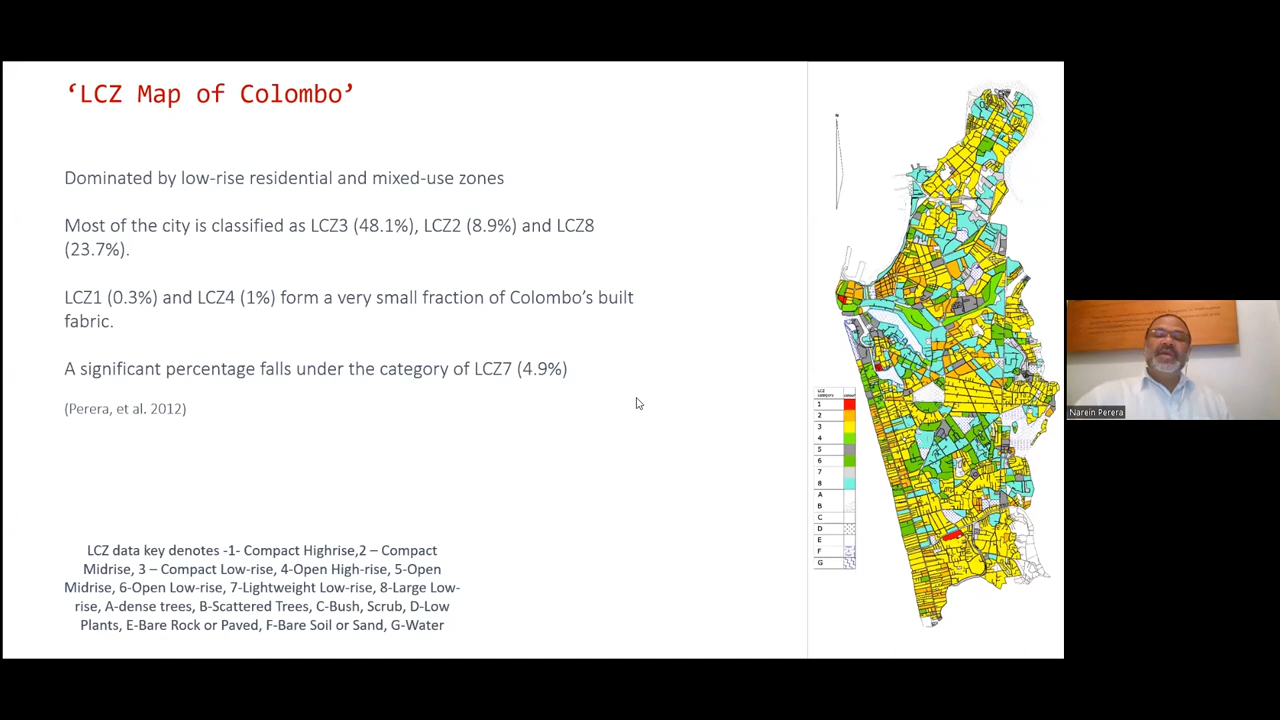 ‘LCZ Map of Colombo’
Dominated by low-rise residential and mixed-use zones
Most of the city is classified as LCZ3 (48.1%), LCZ2 (8.9%) and LCZ8
(23.7%).
LCZ1 (0.3%) and LCZ4 (1%) form a very small fraction of Colombo’s built
fabric.
A significant percentage falls under the category of LCZ7 (4.9%)
(Perera, et al. 2012)
LCZ data key denotes -1- Compact Highrise,2 – Compact
Midrise, 3 – Compact Low-rise, 4-Open High-rise, 5-Open
Midrise, 6-Open Low-rise, 7-Lightweight Low-rise, 8-Large Low-
rise, A-dense trees, B-Scattered Trees, C-Bush, Scrub, D-Low
Plants, E-Bare Rock or Paved, F-Bare Soil or Sand, G-Water
N
LCZ
category
1
2
3
4
5
6
7
8
A
B
C
D
E
F
G
Narein Perera